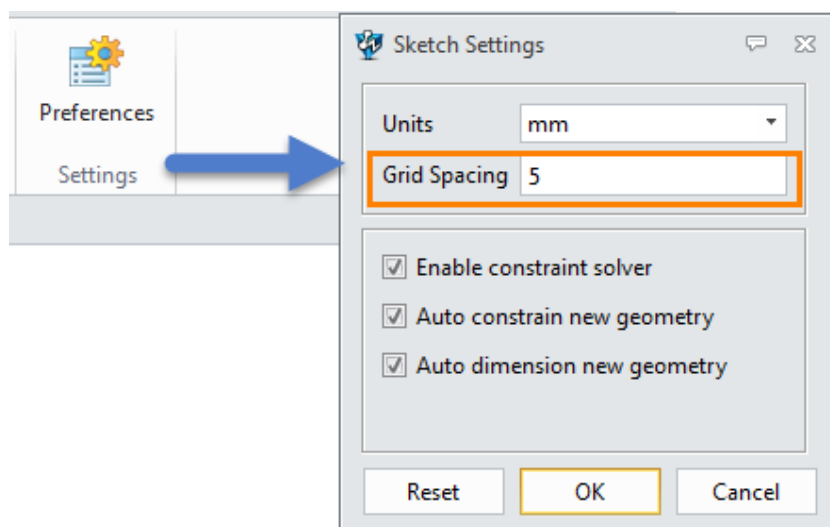 Preferences
Settings
Sketch Settings
Units mm
Grid Spacing 5
Enable constraint solver
Auto constrain new geometry
Auto dimension new geometry
Reset OK Cancel